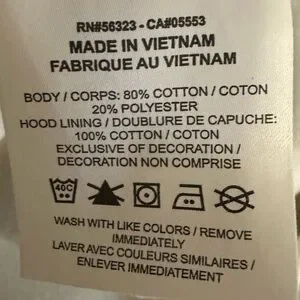 RN#56323 - CA#05553
MADE IN VIETNAM
FABRIQUE AU VIETNAM
BODY / CORPS: 80% COTTON / COTON
20% POLYESTER
HOOD LINING / DOUBLURE DE CAPUCHE:
100% COTTON / COTON
EXCLUSIVE OF DECORATION /
DECORATION NON COMPRISE
40C
WASH WITH LIKE COLORS / REMOVE
IMMEDIATELY
LAVER AVEC COULEURS SIMILAIRES /
ENLEVER IMMEDIATEMENT